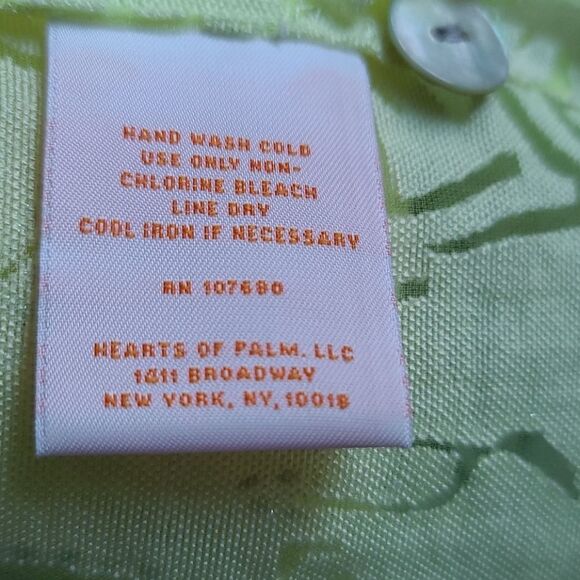 HAND WASH COLD
USE ONLY NON-
CHLORINE BLEACH
LINE DRY
COOL IRON IF NECESSARY
RN 107680
HEARTS OF PALM. LLC
1411 BROADWAY
NEW YORK, NY, 10018